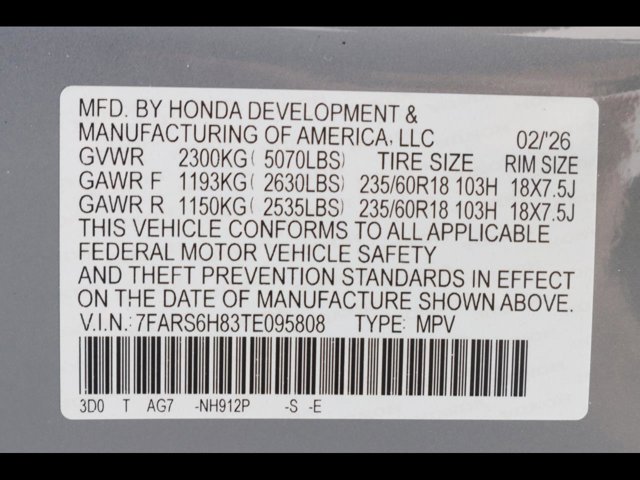 MFD. BY HONDA DEVELOPMENT &
MANUFACTURING OF AMERICA, LLC 02/'26
GVWR 2300KG( 5070LBS) TIRE SIZE RIM SIZE
GAWR F 1193KG( 2630LBS) 235/60R18 103H 18X7.5J
GAWR R 1150KG( 2535LBS) 235/60R18 103H 18X7.5J
THIS VEHICLE CONFORMS TO ALL APPLICABLE
FEDERAL MOTOR VEHICLE SAFETY
AND THEFT PREVENTION STANDARDS IN EFFECT
ON THE DATE OF MANUFACTURE SHOWN ABOVE.
V.I.N.: 7FARS6H83TE095808 TYPE: MPV
3D0 T AG7 -NH912P -S -E